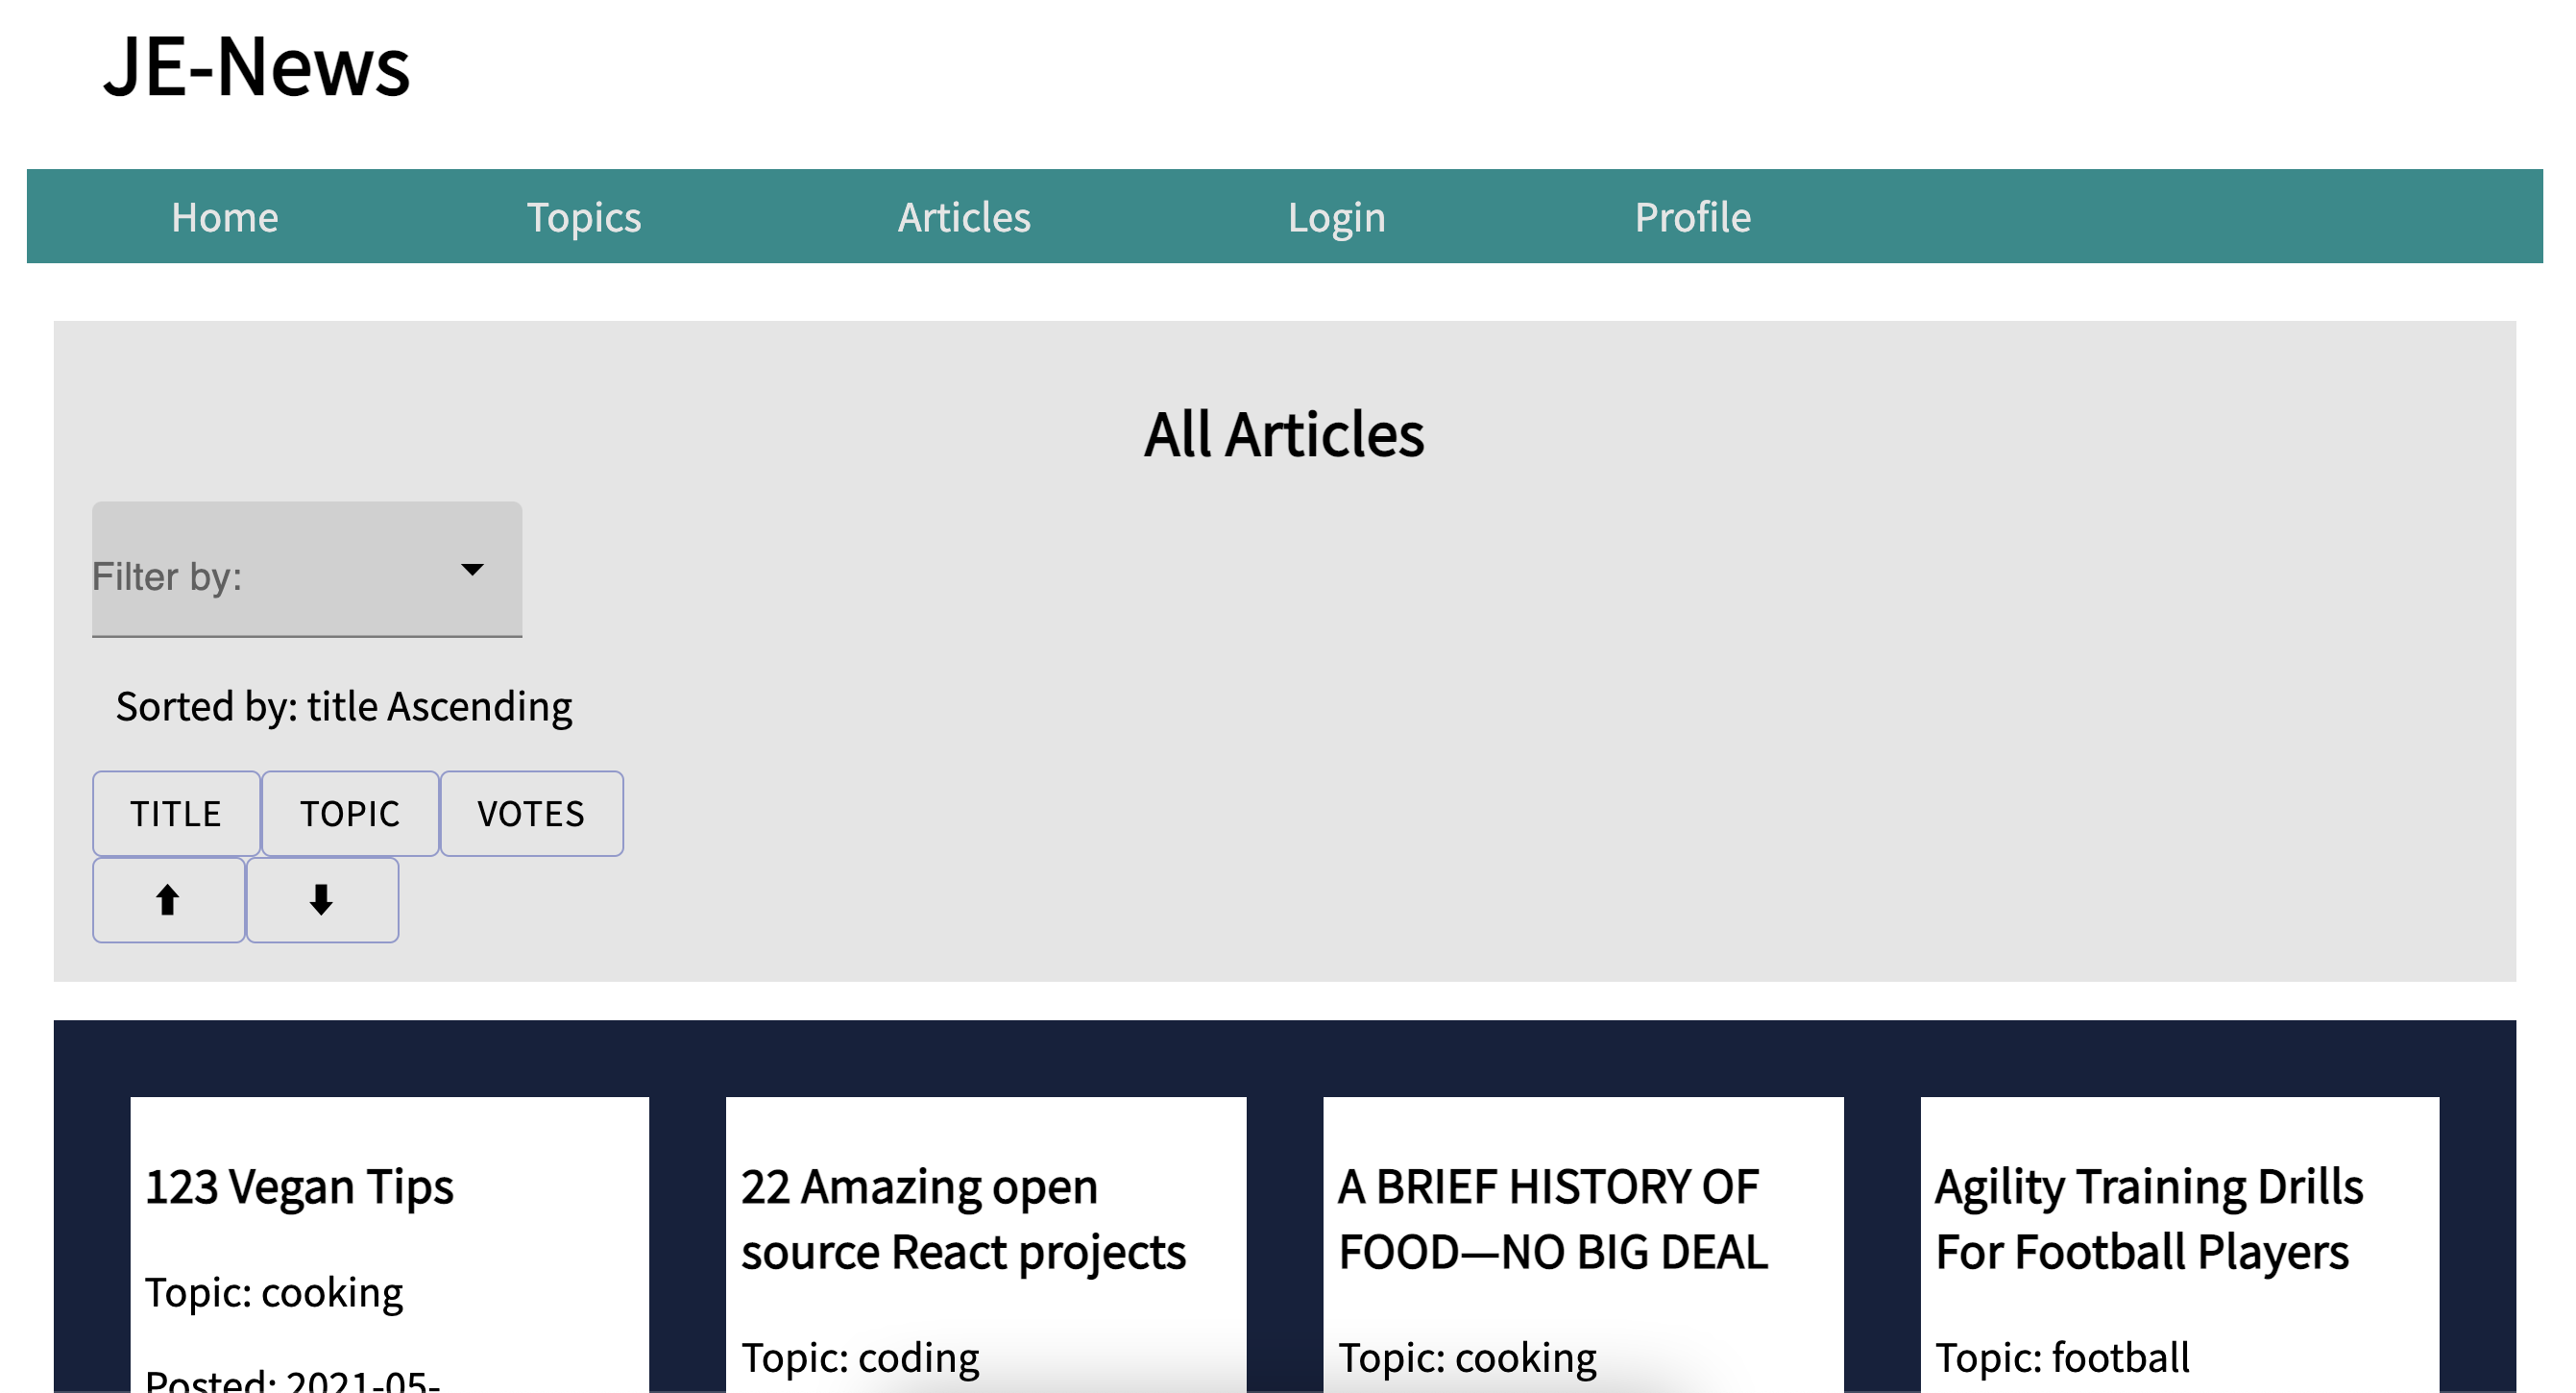 JE-News
Home Topics Articles Login Profile
All Articles
Filter by:
Sorted by: title Ascending
TITLE TOPIC VOTES
123 Vegan Tips
Topic: cooking
Posted: 2021-05-
22 Amazing open
source React projects
Topic: coding
A BRIEF HISTORY OF
FOOD—NO BIG DEAL
Topic: cooking
Agility Training Drills
For Football Players
Topic: football